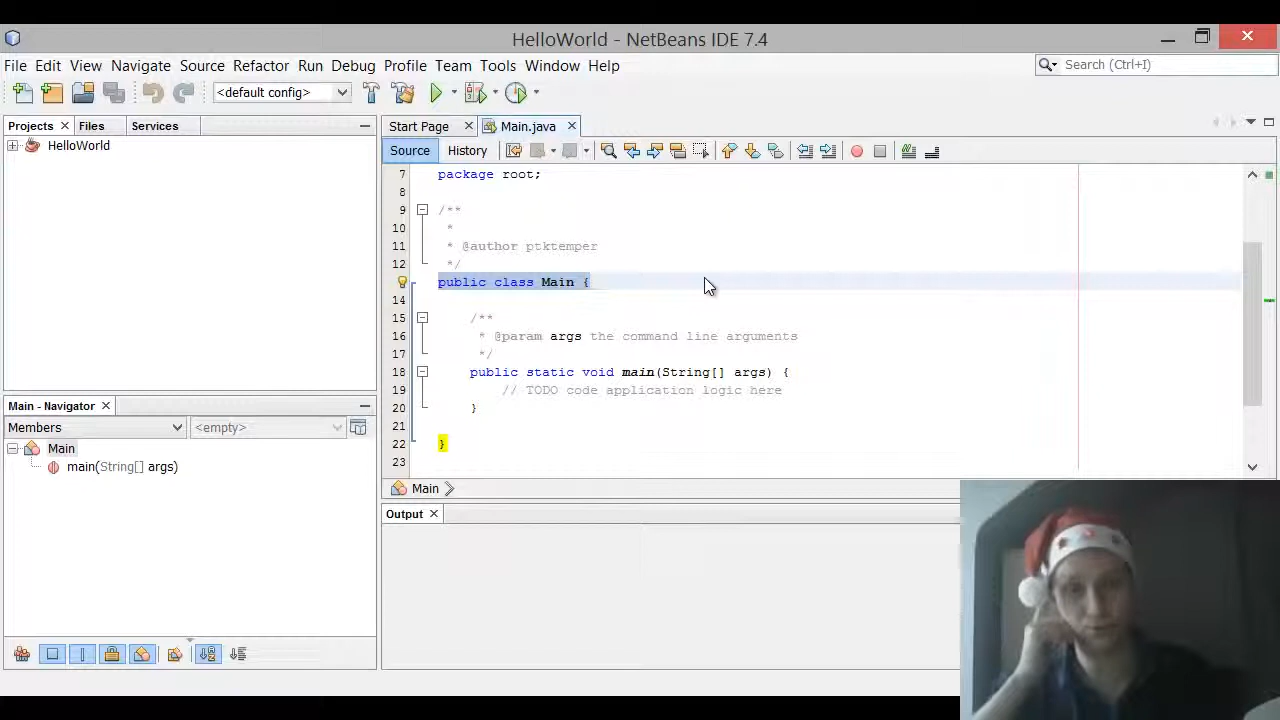 HelloWorld - NetBeans IDE 7.4
File Edit View Navigate Source Refactor Run Debug Profile Team Tools Window Help
Search (Ctrl+I)
<default config>
Projects Files Services
HelloWorld
Start Page Main.java
Source History
7 package root;
8
9 /**
10 *
11 * @author ptktemper
12 */
public class Main {
14
15 /**
16 * @param args the command line arguments
17 */
18 public static void main(String[] args) {
19 // TODO code application logic here
20 }
21
22 }
23
Main
Main - Navigator
Members <empty>
Main
main(String[] args)
Output